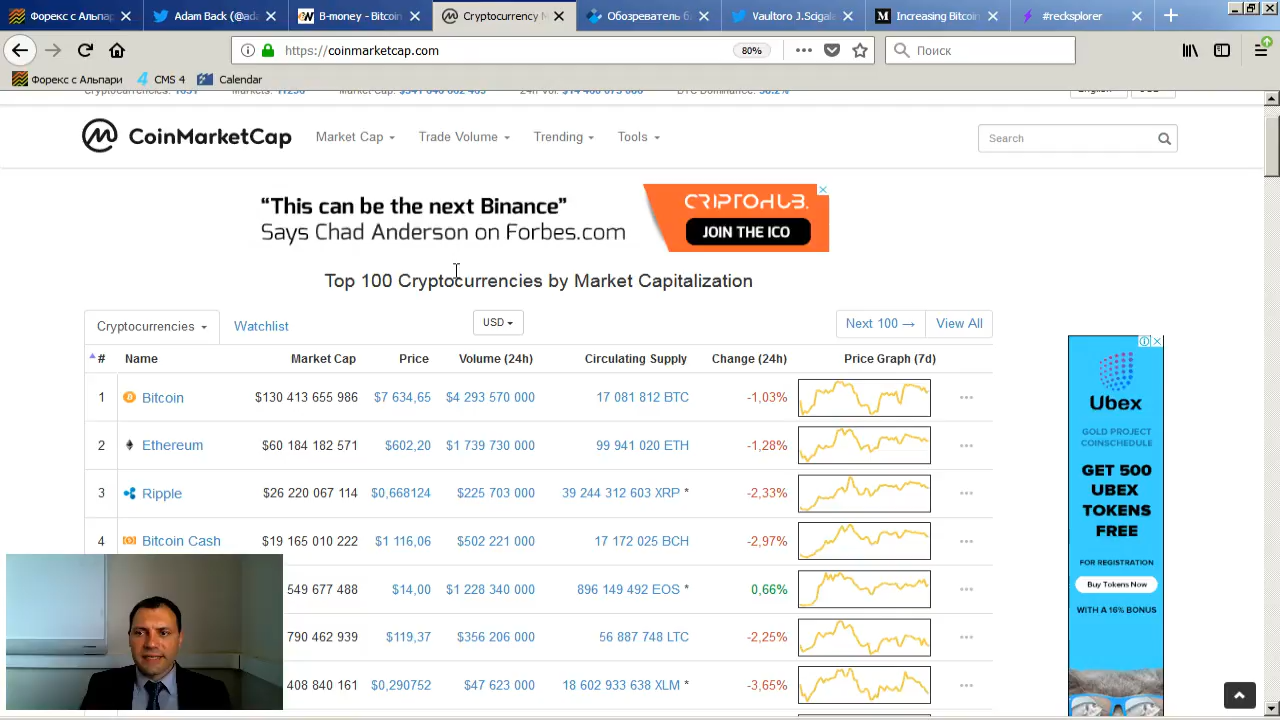 Форекс с Альпари
Adam Back (@ada
B-money - Bitcoin
Cryptocurrency M
Обозреватель б
Vaultoro J.Scigala
Increasing Bitcoin
#recksplorer
https://coinmarketcap.com
80%
Поиск
Форекс с Альпари
CMS 4
Calendar
CoinMarketCap
Market Cap
Trade Volume
Trending
Tools
Search
“This can be the next Binance”
Says Chad Anderson on Forbes.com
CRIPTOHUB.
JOIN THE ICO
Top 100 Cryptocurrencies by Market Capitalization
Cryptocurrencies
Watchlist
USD
Next 100 →
View All
# Name Market Cap Price Volume (24h) Circulating Supply Change (24h) Price Graph (7d)
1 Bitcoin $130 413 655 986 $7 634,65 $4 293 570 000 17 081 812 BTC -1,03%
2 Ethereum $60 184 182 571 $602,20 $1 739 730 000 99 941 020 ETH -1,28%
3 Ripple $26 220 067 114 $0,668124 $225 703 000 39 244 312 603 XRP * -2,33%
4 Bitcoin Cash $19 165 010 222 $1 116,06 $502 221 000 17 172 025 BCH -2,97%
549 677 488 $14,00 $1 228 340 000 896 149 492 EOS * 0,66%
790 462 939 $119,37 $356 206 000 56 887 748 LTC -2,25%
408 840 161 $0,290752 $47 623 000 18 602 933 638 XLM * -3,65%
Ubex
GOLD PROJECT
COINSCHEDULE
GET 500
UBEX
TOKENS
FREE
FOR REGISTRATION
Buy Tokens Now
WITH A 16% BONUS